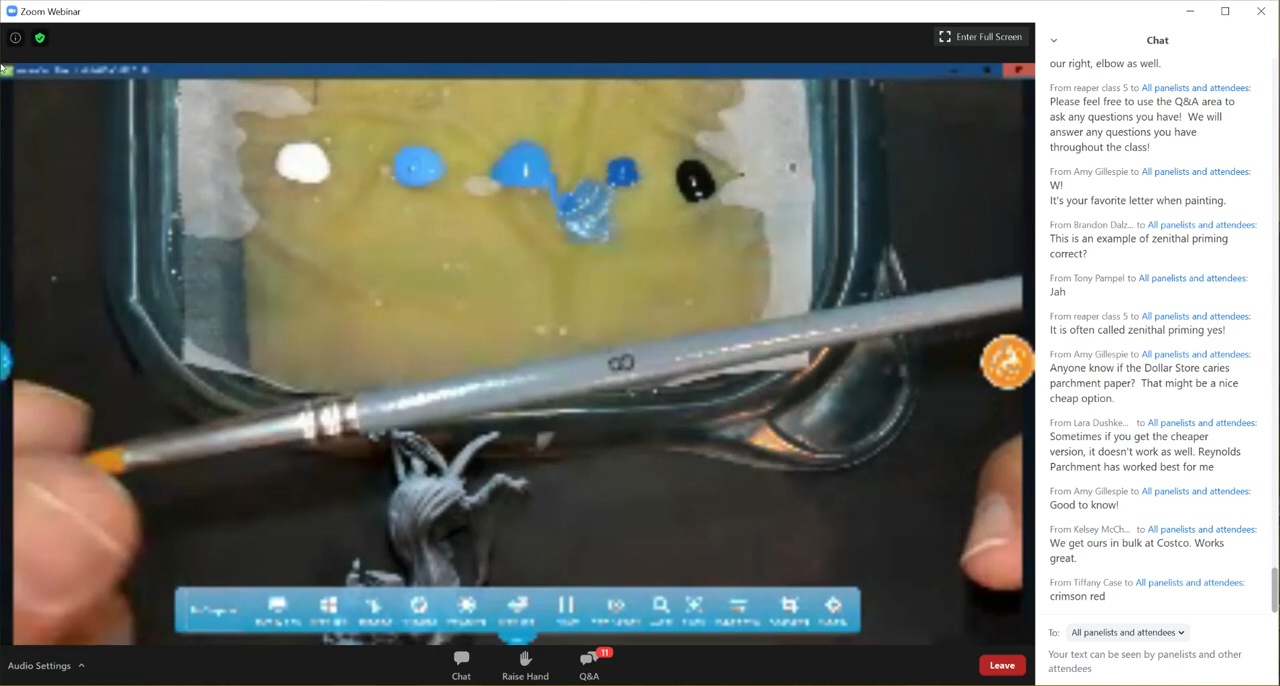 Zoom Webinar
Enter Full Screen
8
Audio Settings
Chat
Raise Hand
11
Q&A
Leave
Chat
our right, elbow as well.
From reaper class 5 to All panelists and attendees:
Please feel free to use the Q&A area to
ask any questions you have! We will
answer any questions you have
throughout the class!
From Amy Gillespie to All panelists and attendees:
W!
It's your favorite letter when painting.
From Brandon Dalz... to All panelists and attendees:
This is an example of zenithal priming
correct?
From Tony Pampel to All panelists and attendees:
Jah
From reaper class 5 to All panelists and attendees:
It is often called zenithal priming yes!
From Amy Gillespie to All panelists and attendees:
Anyone know if the Dollar Store caries
parchment paper? That might be a nice
cheap option.
From Lara Dushke... to All panelists and attendees:
Sometimes if you get the cheaper
version, it doesn't work as well. Reynolds
Parchment has worked best for me
From Amy Gillespie to All panelists and attendees:
Good to know!
From Kelsey McCh... to All panelists and attendees:
We get ours in bulk at Costco. Works
great.
From Tiffany Case to All panelists and attendees:
crimson red
To: All panelists and attendees
Your text can be seen by panelists and other
attendees